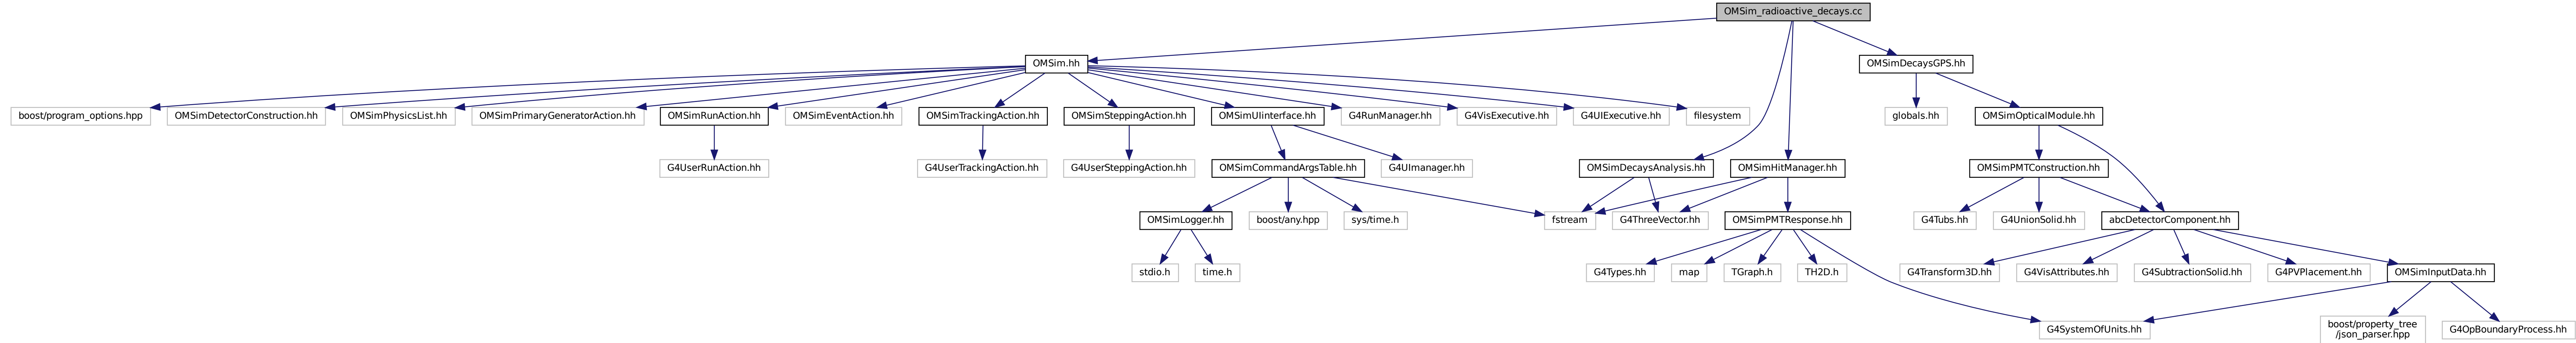 OMSim_radioactive_decays.cc
OMSim.hh
OMSimDecaysGPS.hh
boost/program_options.hpp
OMSimDetectorConstruction.hh
OMSimPhysicsList.hh
OMSimPrimaryGeneratorAction.hh
OMSimRunAction.hh
OMSimEventAction.hh
OMSimTrackingAction.hh
OMSimSteppingAction.hh
OMSimUIinterface.hh
G4RunManager.hh
G4VisExecutive.hh
G4UIExecutive.hh
filesystem
globals.hh
OMSimOpticalModule.hh
G4UserRunAction.hh
G4UserTrackingAction.hh
G4UserSteppingAction.hh
OMSimCommandArgsTable.hh
G4UImanager.hh
OMSimDecaysAnalysis.hh
OMSimHitManager.hh
OMSimPMTConstruction.hh
OMSimLogger.hh
boost/any.hpp
sys/time.h
fstream
G4ThreeVector.hh
OMSimPMTResponse.hh
G4Tubs.hh
G4UnionSolid.hh
abcDetectorComponent.hh
stdio.h
time.h
G4Types.hh
map
TGraph.h
TH2D.h
G4Transform3D.hh
G4VisAttributes.hh
G4SubtractionSolid.hh
G4PVPlacement.hh
OMSimInputData.hh
G4SystemOfUnits.hh
boost/property_tree
/json_parser.hpp
G4OpBoundaryProcess.hh